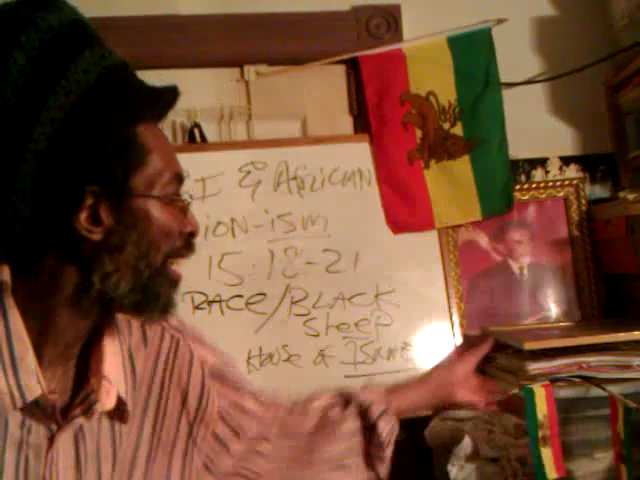 I & AFRICAN
ION-ISM
15:18-21
RACE/BLACK
Sheep
House of